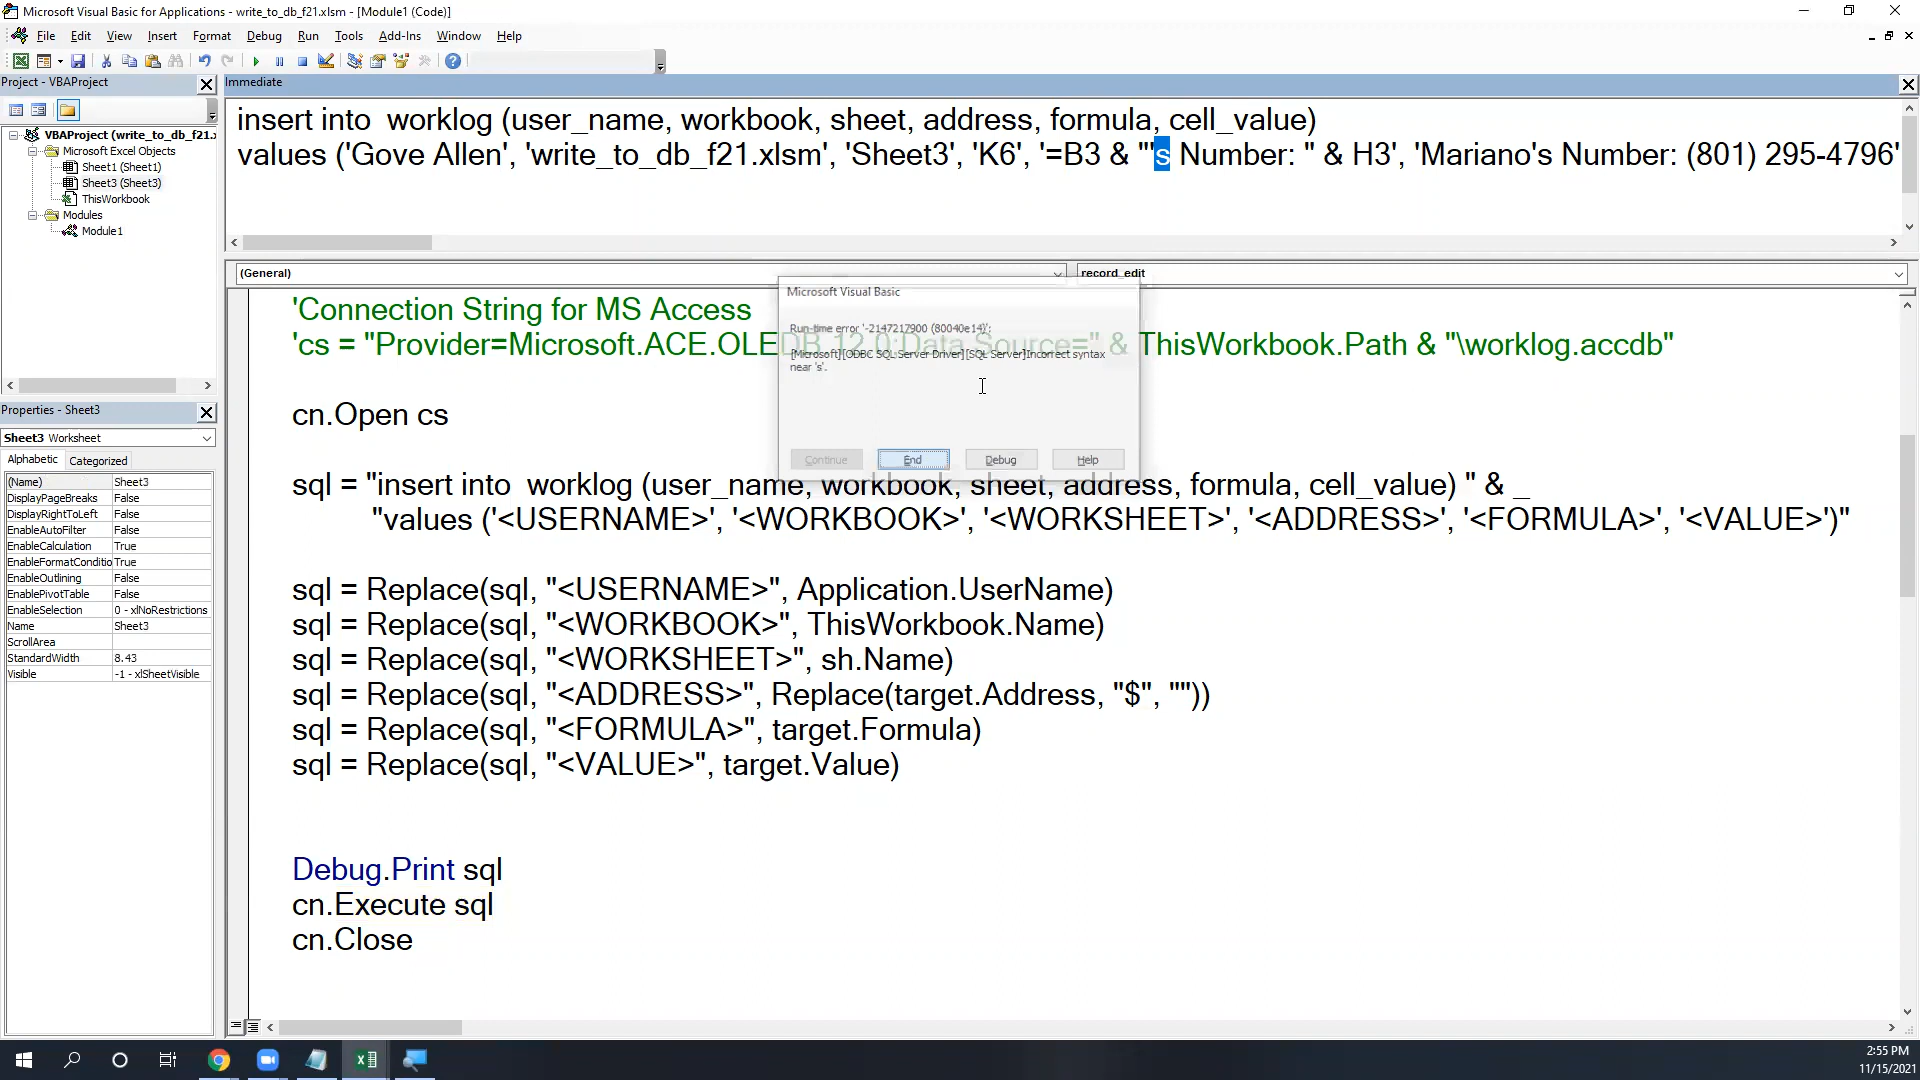 Microsoft Visual Basic for Applications - write_to_db_f21.xlsm - [Module1 (Code)]
File Edit View Insert Format Debug Run Tools Add-Ins Window Help
Project - VBAProject
VBAProject (write_to_db_f21.x
Microsoft Excel Objects
Sheet1 (Sheet1)
Sheet3 (Sheet3)
ThisWorkbook
Modules
Module1
Properties - Sheet3
Sheet3 Worksheet
Alphabetic Categorized
(Name) Sheet3
DisplayPageBreaks False
DisplayRightToLeft False
EnableAutoFilter False
EnableCalculation True
EnableFormatConditio True
EnableOutlining False
EnablePivotTable False
EnableSelection 0 - xlNoRestrictions
Name Sheet3
ScrollArea
StandardWidth 8.43
Visible -1 - xlSheetVisible
Immediate
insert into  worklog (user_name, workbook, sheet, address, formula, cell_value)
values ('Gove Allen', 'write_to_db_f21.xlsm', 'Sheet3', 'K6', '=B3 & "'s Number: " & H3', 'Mariano's Number: (801) 295-4796'
(General) record_edit
'Connection String for MS Access
'cs = "Provider=Microsoft.ACE.OLEDB.12.0;Data Source=" & ThisWorkbook.Path & "\worklog.accdb"
cn.Open cs
sql = "insert into  worklog (user_name, workbook, sheet, address, formula, cell_value) " & _
"values ('<USERNAME>', '<WORKBOOK>', '<WORKSHEET>', '<ADDRESS>', '<FORMULA>', '<VALUE>')"
sql = Replace(sql, "<USERNAME>", Application.UserName)
sql = Replace(sql, "<WORKBOOK>", ThisWorkbook.Name)
sql = Replace(sql, "<WORKSHEET>", sh.Name)
sql = Replace(sql, "<ADDRESS>", Replace(target.Address, "$", ""))
sql = Replace(sql, "<FORMULA>", target.Formula)
sql = Replace(sql, "<VALUE>", target.Value)
Debug.Print sql
cn.Execute sql
cn.Close
Microsoft Visual Basic
Run-time error '-2147217900 (80040e14)':
[Microsoft][ODBC SQL Server Driver][SQL Server]Incorrect syntax
near 's'.
Continue End Debug Help
2:55 PM
11/15/2021